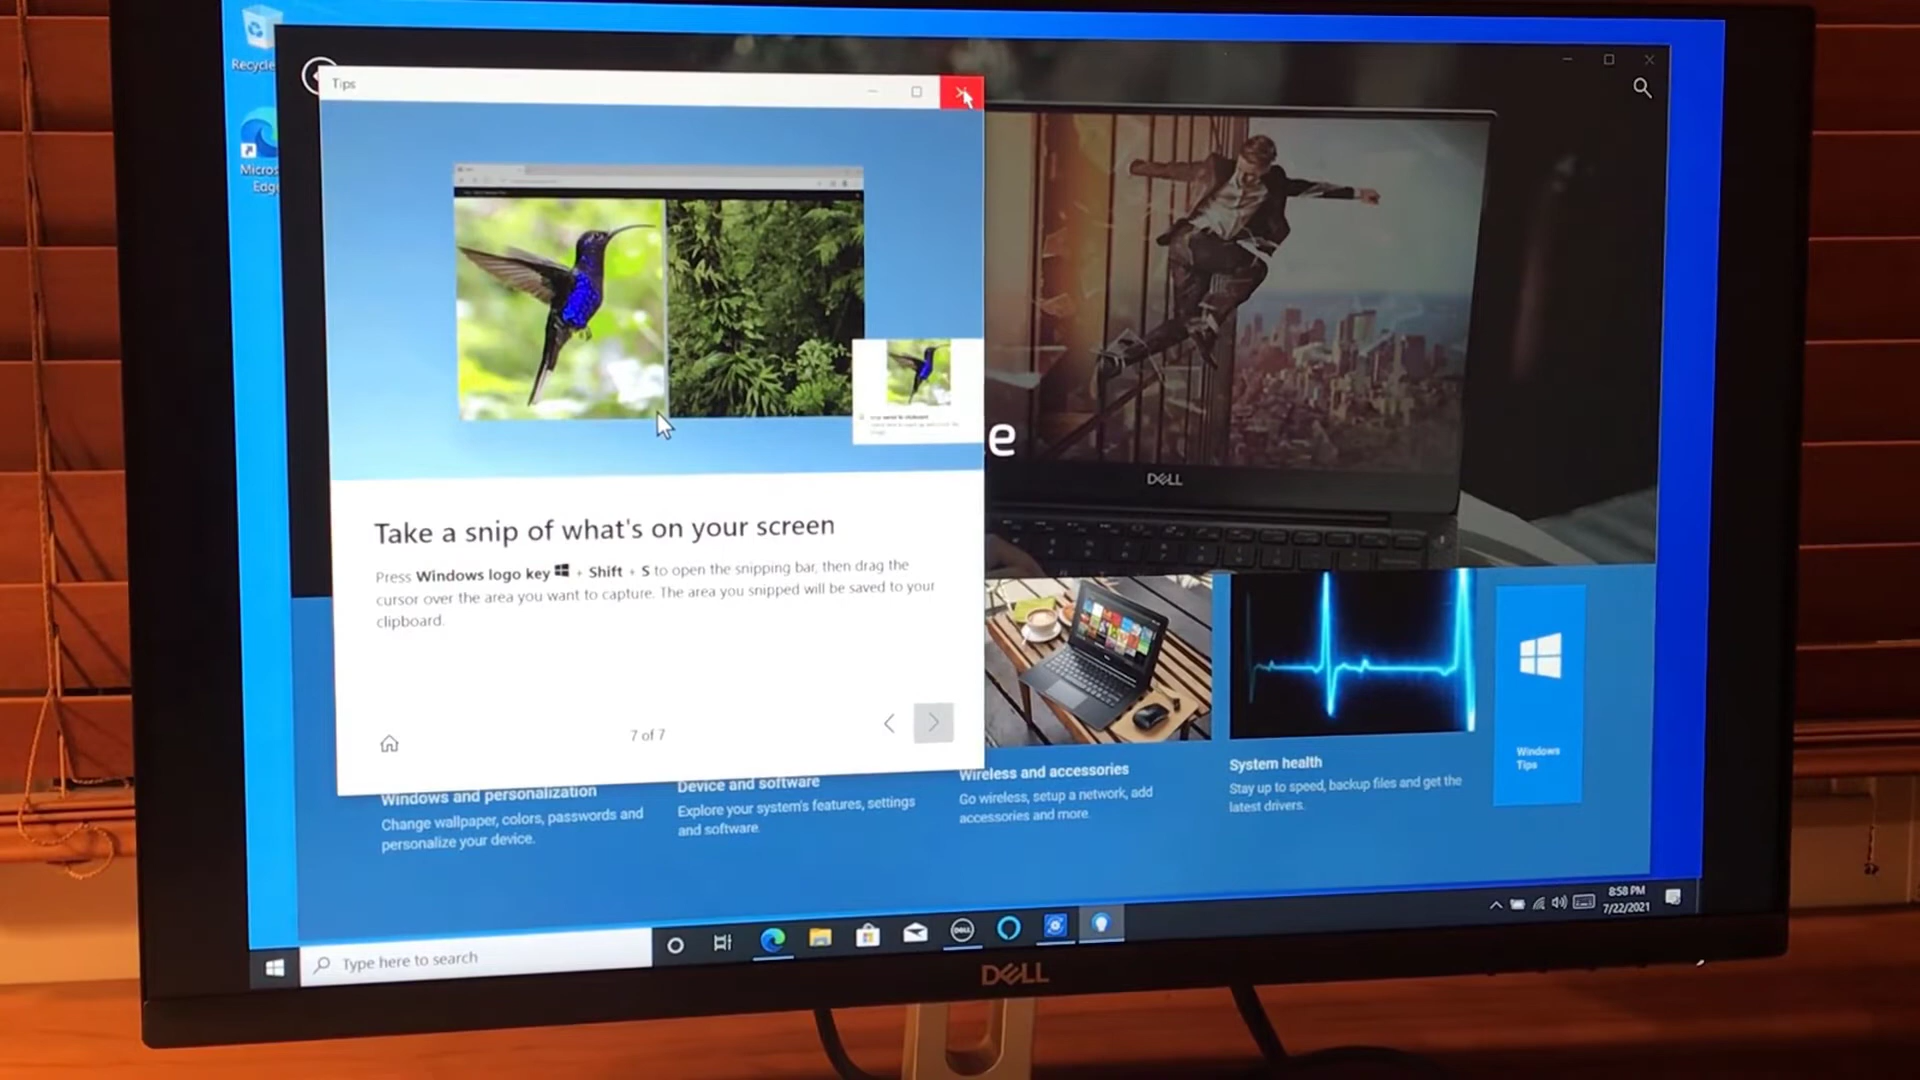 Recycle
Tips
Micros
Edge
e
DELL
Take a snip of what's on your screen
Press Windows logo key + Shift + S to open the snipping bar, then drag the
cursor over the area you want to capture. The area you snipped will be saved to your
clipboard.
7 of 7
Windows and personalization
Change wallpaper, colors, passwords and
personalize your device.
Device and software
Explore your system's features, settings
and software.
Wireless and accessories
Go wireless, setup a network, add
accessories and more.
System health
Stay up to speed, backup files and get the
latest drivers.
Windows
Tips
Type here to search
DELL
8:58 PM
7/22/2021
DELL